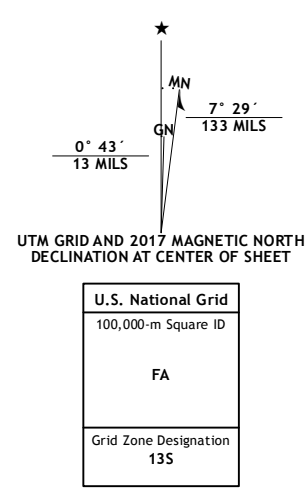 MN
7° 29´
133 MILS
GN
0° 43´
13 MILS
UTM GRID AND 2017 MAGNETIC NORTH
DECLINATION AT CENTER OF SHEET
U.S. National Grid
100,000-m Square ID
FA
Grid Zone Designation
13S